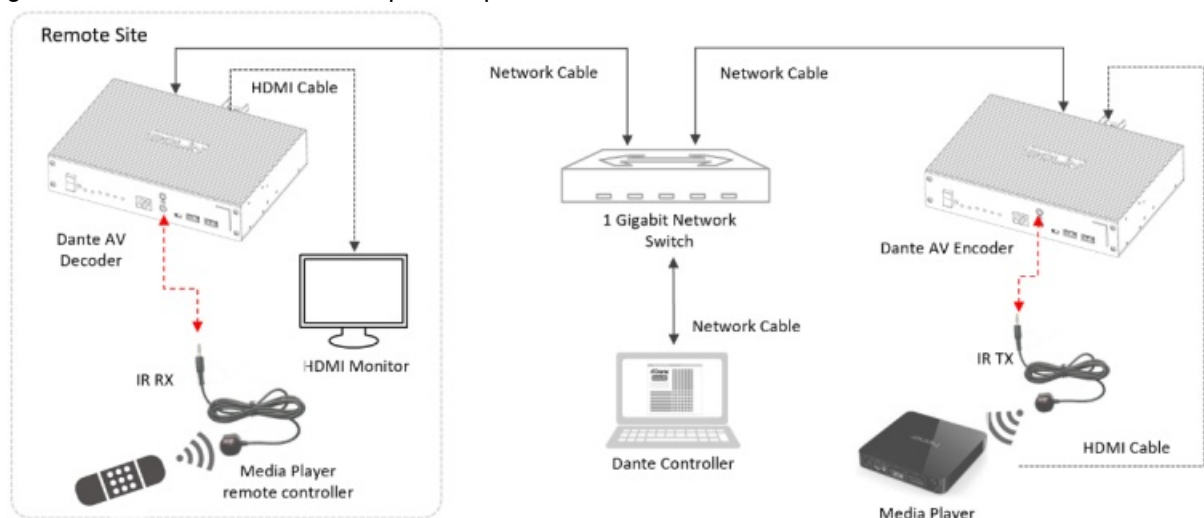 Remote Site
Network Cable
Network Cable
HDMI Cable
Dante AV
Decoder
1 Gigabit Network
Switch
Dante AV Encoder
HDMI Monitor
Network Cable
IR RX
IR TX
Media Player
remote controller
Dante Controller
HDMI Cable
Media Player